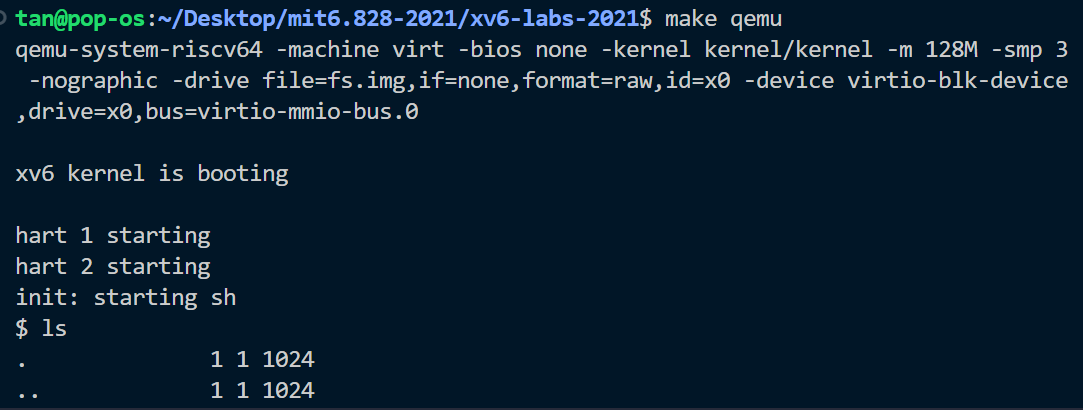 tan@pop-os:~/Desktop/mit6.828-2021/xv6-labs-2021$ make qemu
qemu-system-riscv64 -machine virt -bios none -kernel kernel/kernel -m 128M -smp 3
 -nographic -drive file=fs.img,if=none,format=raw,id=x0 -device virtio-blk-device
,drive=x0,bus=virtio-mmio-bus.0

xv6 kernel is booting

hart 1 starting
hart 2 starting
init: starting sh
$ ls
.              1 1 1024
..             1 1 1024